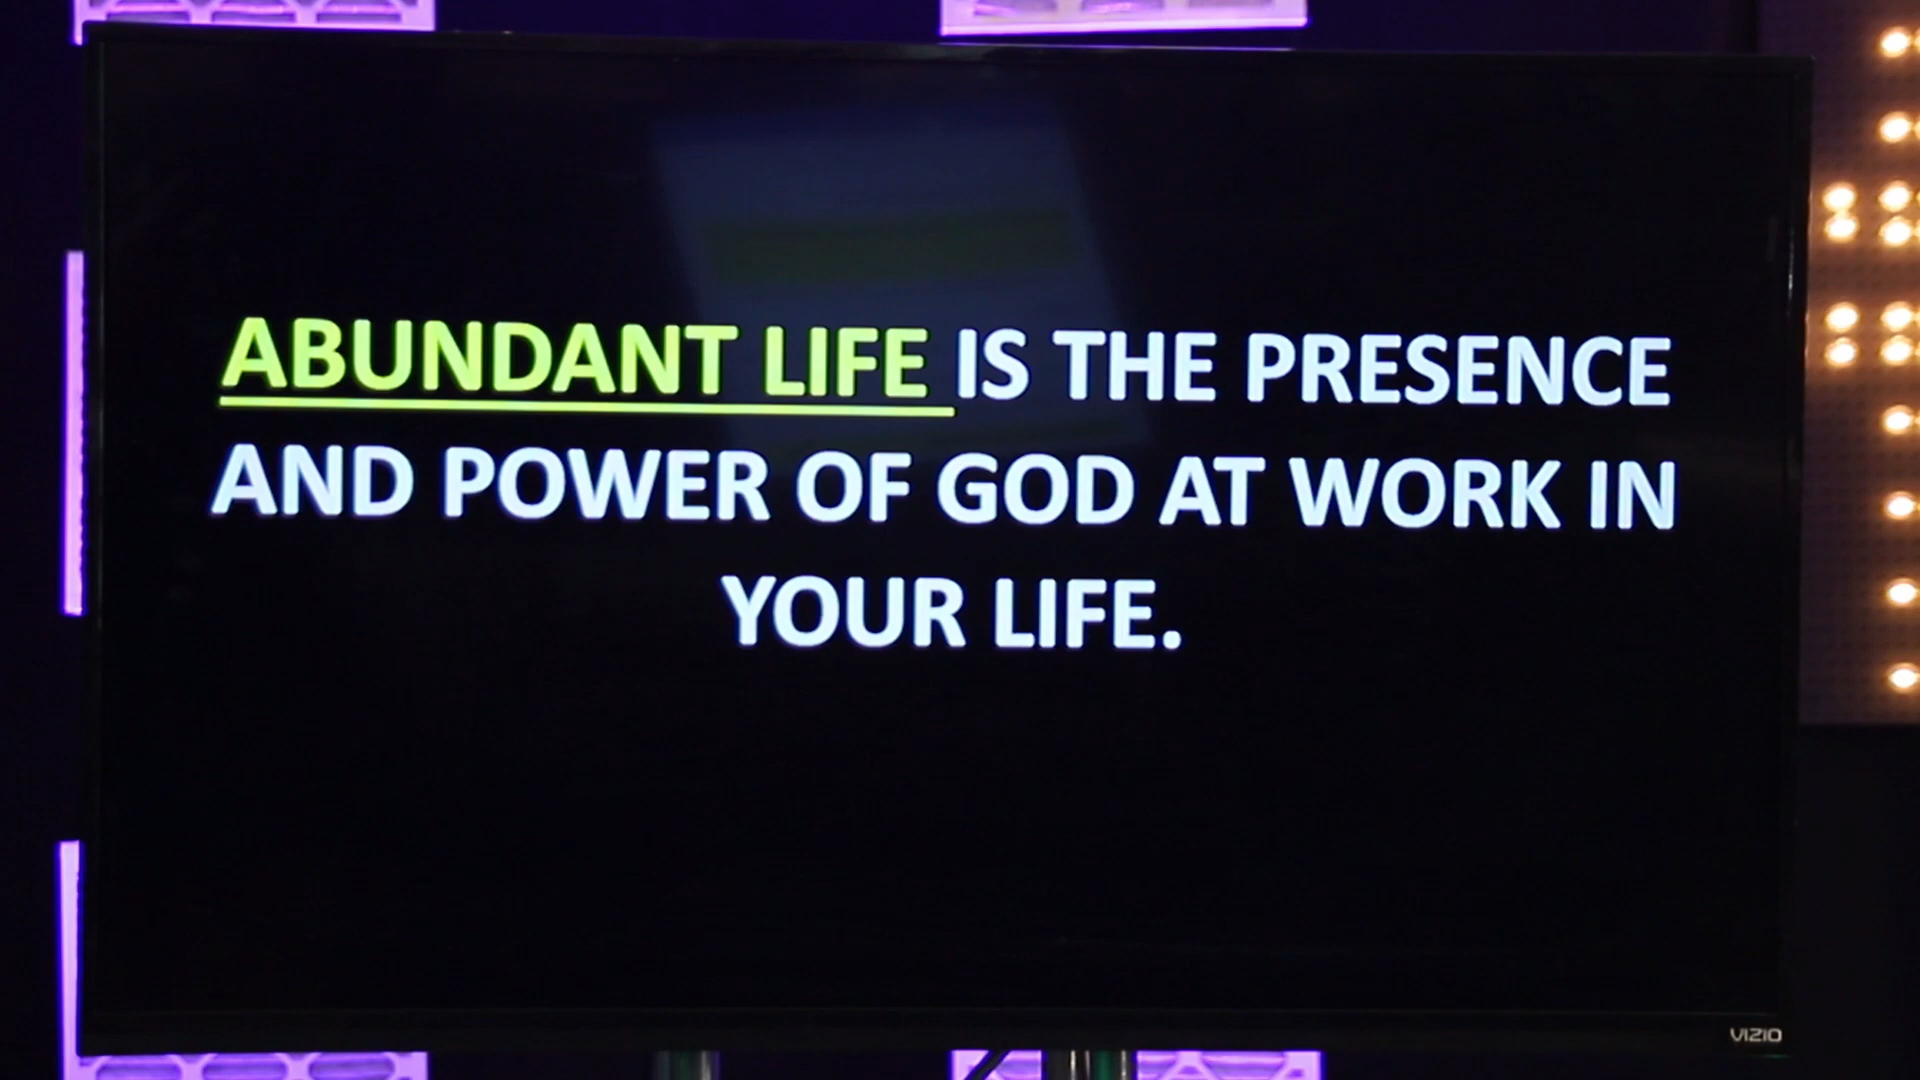 ABUNDANT LIFE IS THE PRESENCE
AND POWER OF GOD AT WORK IN
YOUR LIFE.
VIZIO